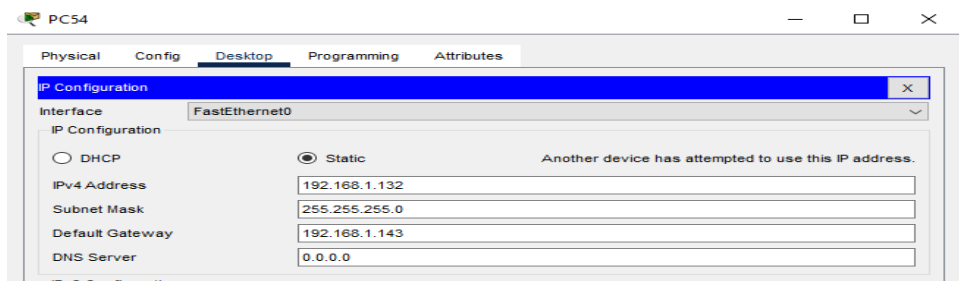 PC54
Physical Config Desktop Programming Attributes
IP Configuration X
Interface FastEthernet0
IP Configuration
DHCP Static Another device has attempted to use this IP address.
IPv4 Address 192.168.1.132
Subnet Mask 255.255.255.0
Default Gateway 192.168.1.143
DNS Server 0.0.0.0